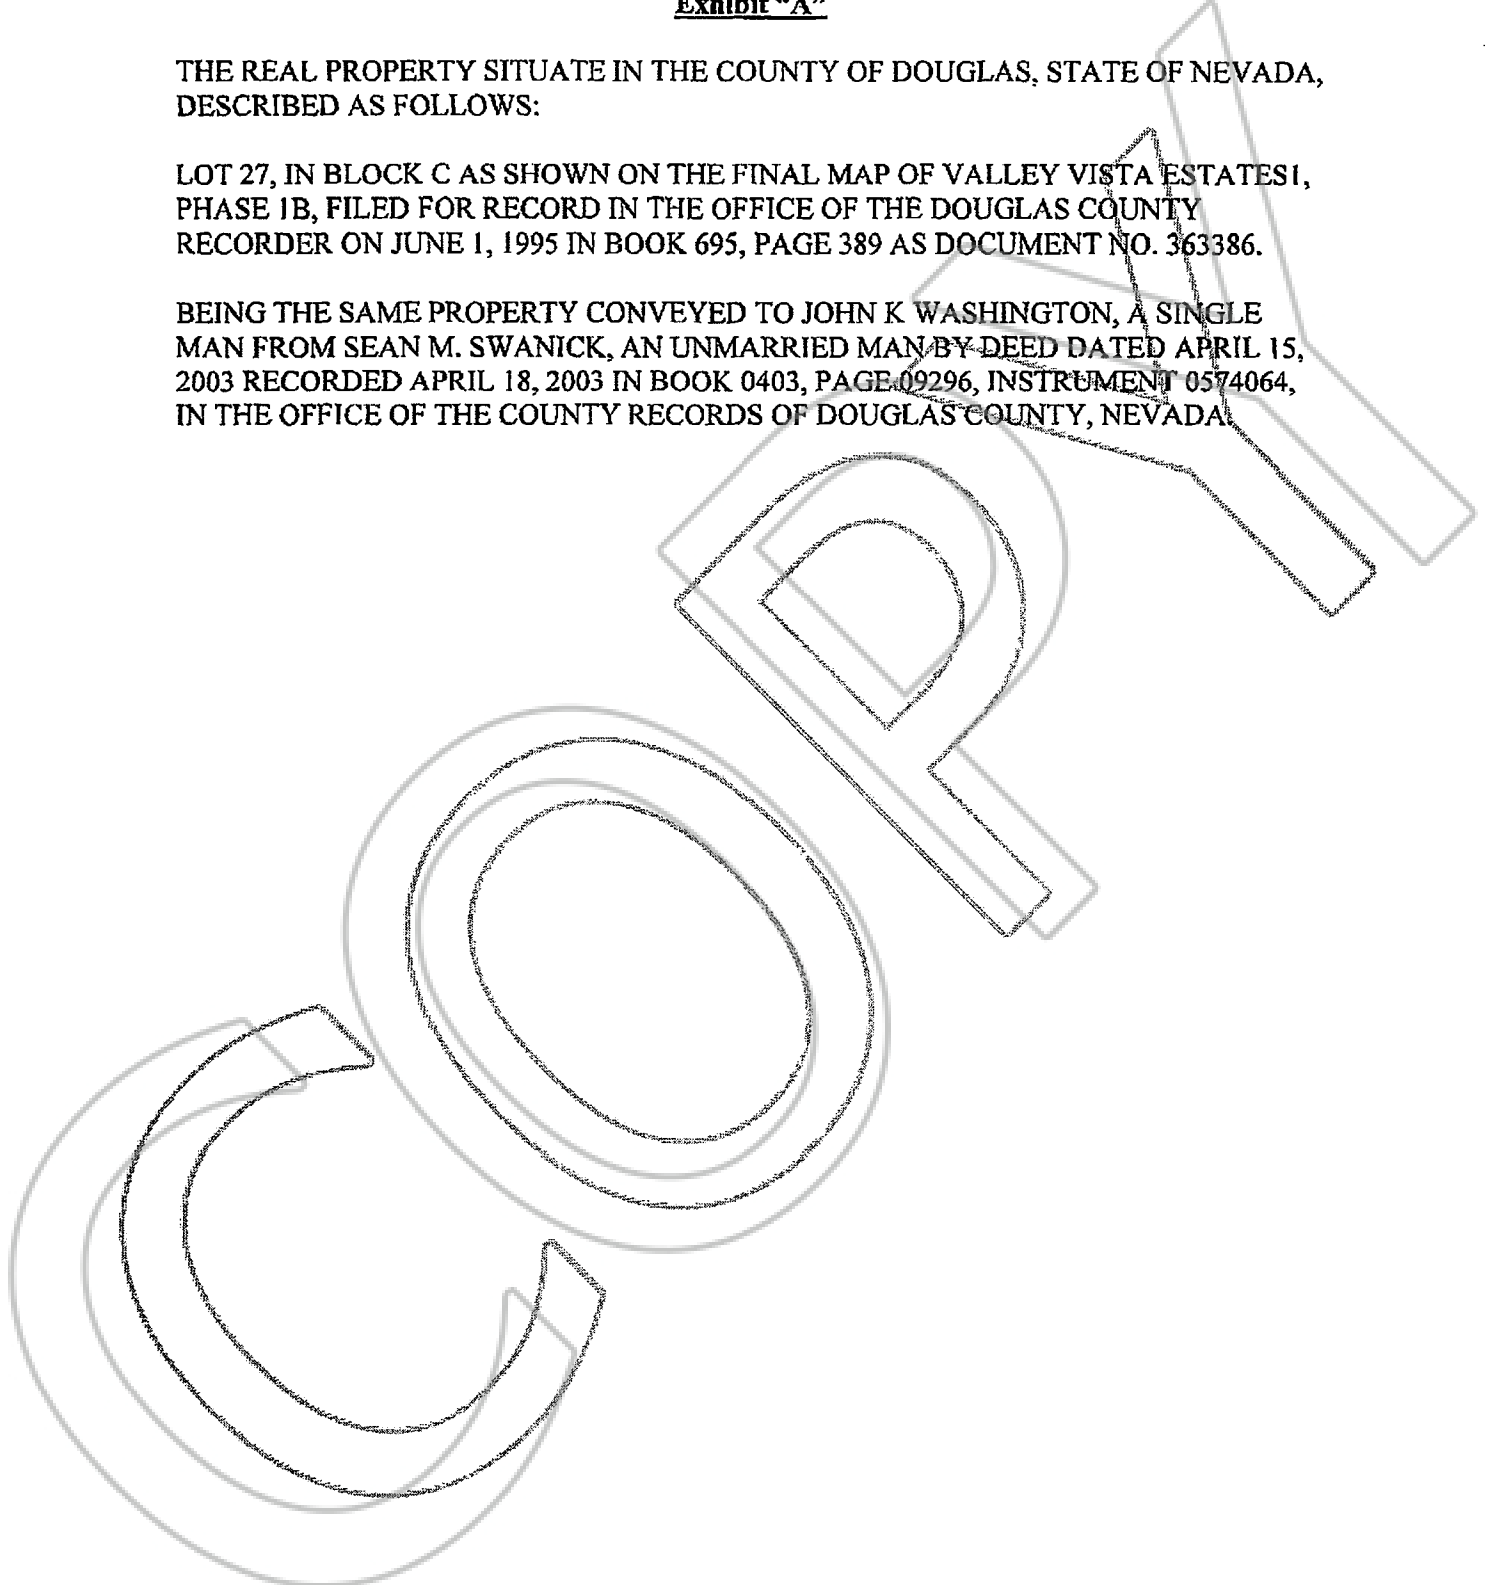 Exhibit "A"
THE REAL PROPERTY SITUATE IN THE COUNTY OF DOUGLAS, STATE OF NEVADA,
DESCRIBED AS FOLLOWS:
LOT 27, IN BLOCK C AS SHOWN ON THE FINAL MAP OF VALLEY VISTA ESTATES1,
PHASE 1B, FILED FOR RECORD IN THE OFFICE OF THE DOUGLAS COUNTY
RECORDER ON JUNE 1, 1995 IN BOOK 695, PAGE 389 AS DOCUMENT NO. 363386.
BEING THE SAME PROPERTY CONVEYED TO JOHN K WASHINGTON, A SINGLE
MAN FROM SEAN M. SWANICK, AN UNMARRIED MAN BY DEED DATED APRIL 15,
2003 RECORDED APRIL 18, 2003 IN BOOK 0403, PAGE 09296, INSTRUMENT 0574064,
IN THE OFFICE OF THE COUNTY RECORDS OF DOUGLAS COUNTY, NEVADA.
COPY
COPY